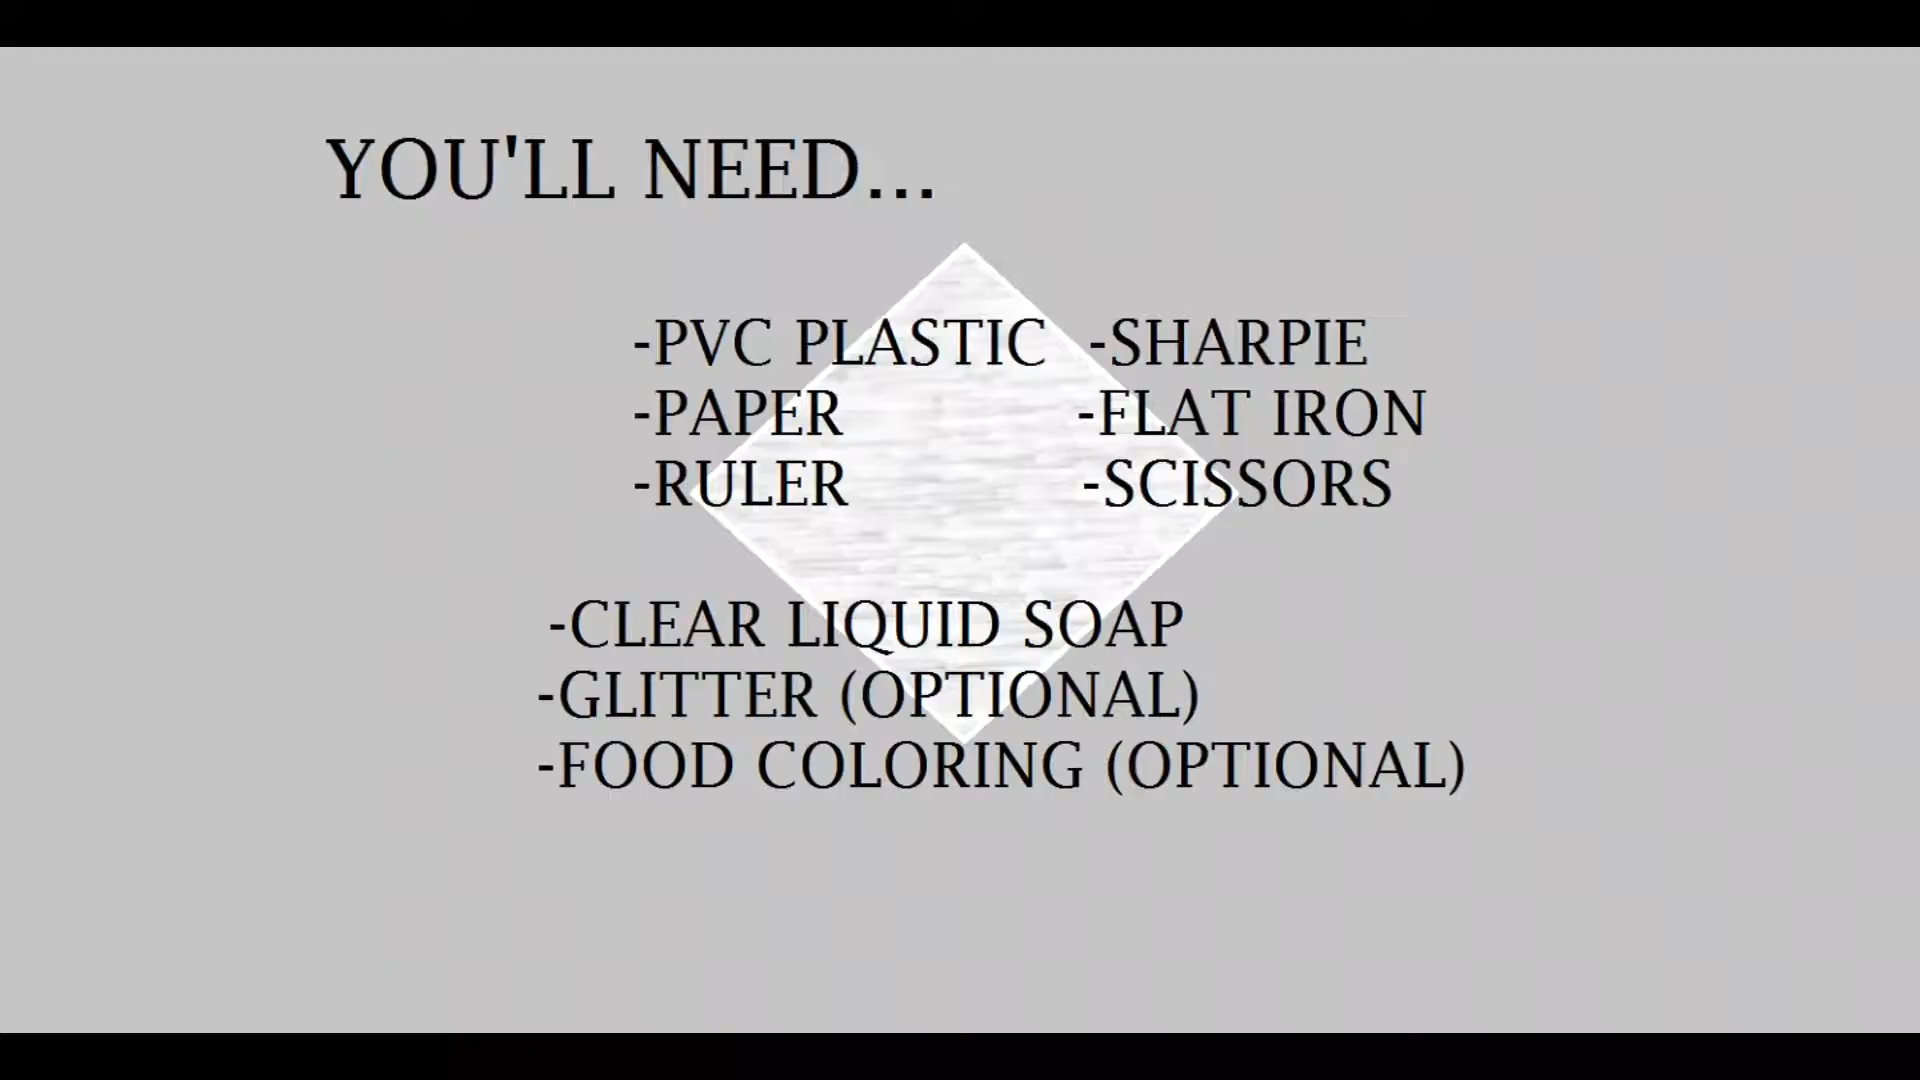 YOU'LL NEED...
-PVC PLASTIC -SHARPIE
-PAPER -FLAT IRON
-RULER -SCISSORS
-CLEAR LIQUID SOAP
-GLITTER (OPTIONAL)
-FOOD COLORING (OPTIONAL)